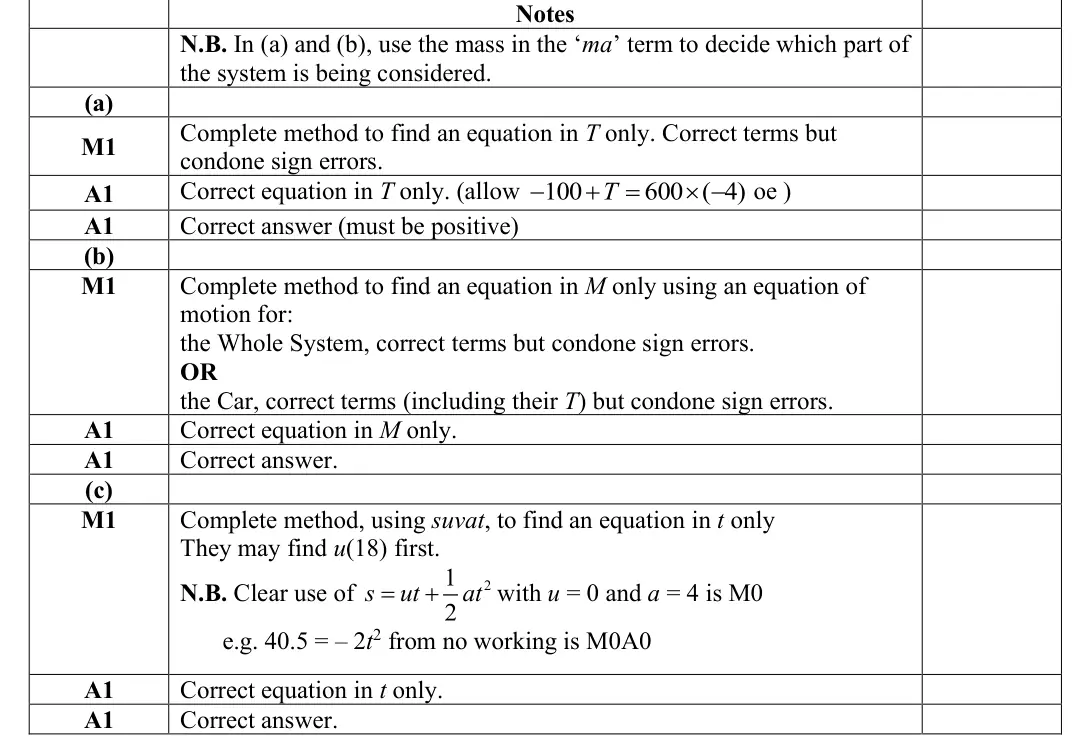 Notes
N.B. In (a) and (b), use the mass in the ‘ma’ term to decide which part of
the system is being considered.
(a)
M1
Complete method to find an equation in T only. Correct terms but
condone sign errors.
A1
Correct equation in T only. (allow −100 + T = 600 × (−4) oe )
A1
Correct answer (must be positive)
(b)
M1
Complete method to find an equation in M only using an equation of
motion for:
the Whole System, correct terms but condone sign errors.
OR
the Car, correct terms (including their T) but condone sign errors.
A1
Correct equation in M only.
A1
Correct answer.
(c)
M1
Complete method, using suvat, to find an equation in t only
They may find u(18) first.
N.B. Clear use of s = ut + 1/2 at² with u = 0 and a = 4 is M0
e.g. 40.5 = – 2t² from no working is M0A0
A1
Correct equation in t only.
A1
Correct answer.